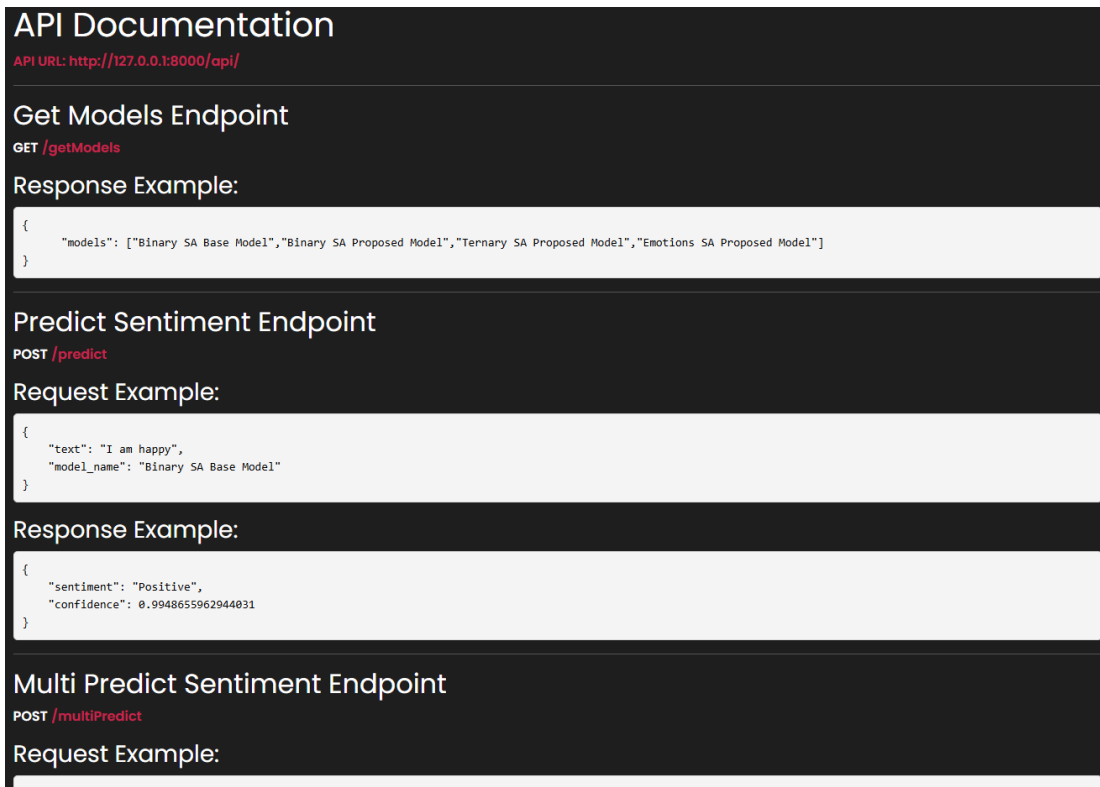 API Documentation
API URL: http://127.0.0.1:8000/api/
Get Models Endpoint
GET /getModels
Response Example:
{
"models": ["Binary SA Base Model","Binary SA Proposed Model","Ternary SA Proposed Model","Emotions SA Proposed Model"]
}
Predict Sentiment Endpoint
POST /predict
Request Example:
{
"text": "I am happy",
"model_name": "Binary SA Base Model"
}
Response Example:
{
"sentiment": "Positive",
"confidence": 0.9948655962944031
}
Multi Predict Sentiment Endpoint
POST /multiPredict
Request Example: